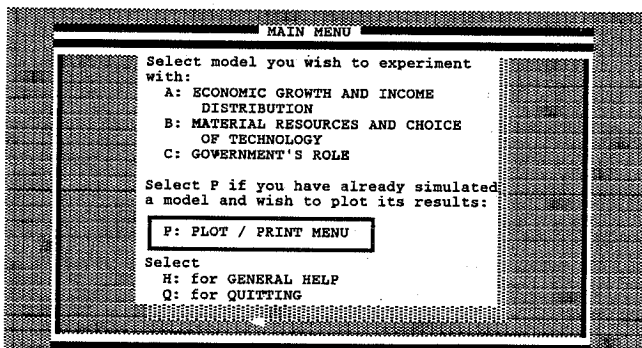 MAIN MENU
Select model you wish to experiment
with:
A: ECONOMIC GROWTH AND INCOME
DISTRIBUTION
B: MATERIAL RESOURCES AND CHOICE
OF TECHNOLOGY
C: GOVERNMENT'S ROLE
Select P if you have already simulated
a model and wish to plot its results:
P: PLOT / PRINT MENU
Select
H: for GENERAL HELP
Q: for QUITTING